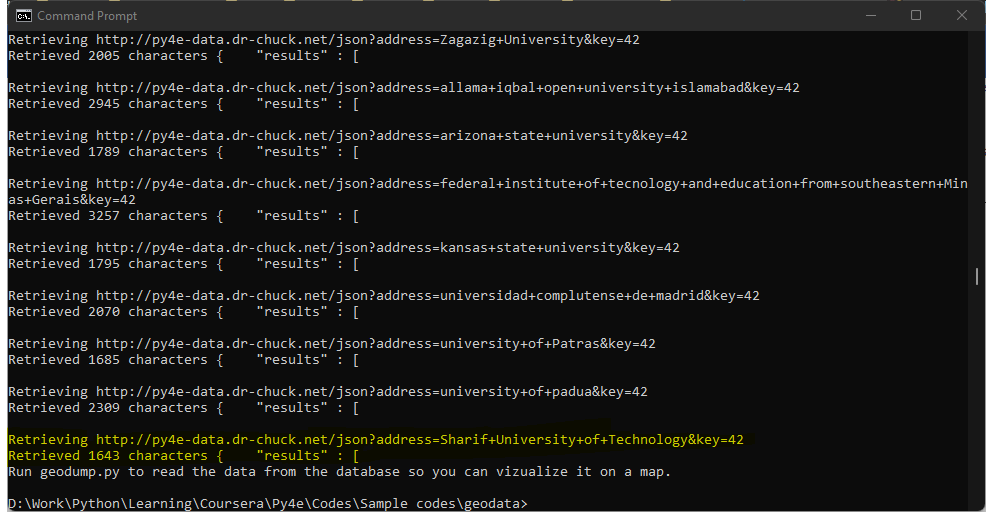 Command Prompt
Retrieving http://py4e-data.dr-chuck.net/json?address=Zagazig+University&key=42
Retrieved 2005 characters {    "results" : [
Retrieving http://py4e-data.dr-chuck.net/json?address=allama+iqbal+open+university+islamabad&key=42
Retrieved 2945 characters {    "results" : [
Retrieving http://py4e-data.dr-chuck.net/json?address=arizona+state+university&key=42
Retrieved 1789 characters {    "results" : [
Retrieving http://py4e-data.dr-chuck.net/json?address=federal+institute+of+tecnology+and+education+from+southeastern+Min
as+Gerais&key=42
Retrieved 3257 characters {    "results" : [
Retrieving http://py4e-data.dr-chuck.net/json?address=kansas+state+university&key=42
Retrieved 1795 characters {    "results" : [
Retrieving http://py4e-data.dr-chuck.net/json?address=universidad+complutense+de+madrid&key=42
Retrieved 2070 characters {    "results" : [
Retrieving http://py4e-data.dr-chuck.net/json?address=university+of+Patras&key=42
Retrieved 1685 characters {    "results" : [
Retrieving http://py4e-data.dr-chuck.net/json?address=university+of+padua&key=42
Retrieved 2309 characters {    "results" : [
Retrieving http://py4e-data.dr-chuck.net/json?address=Sharif+University+of+Technology&key=42
Retrieved 1643 characters {    "results" : [
Run geodump.py to read the data from the database so you can vizualize it on a map.
D:\Work\Python\Learning\Coursera\Py4e\Codes\Sample codes\geodata>